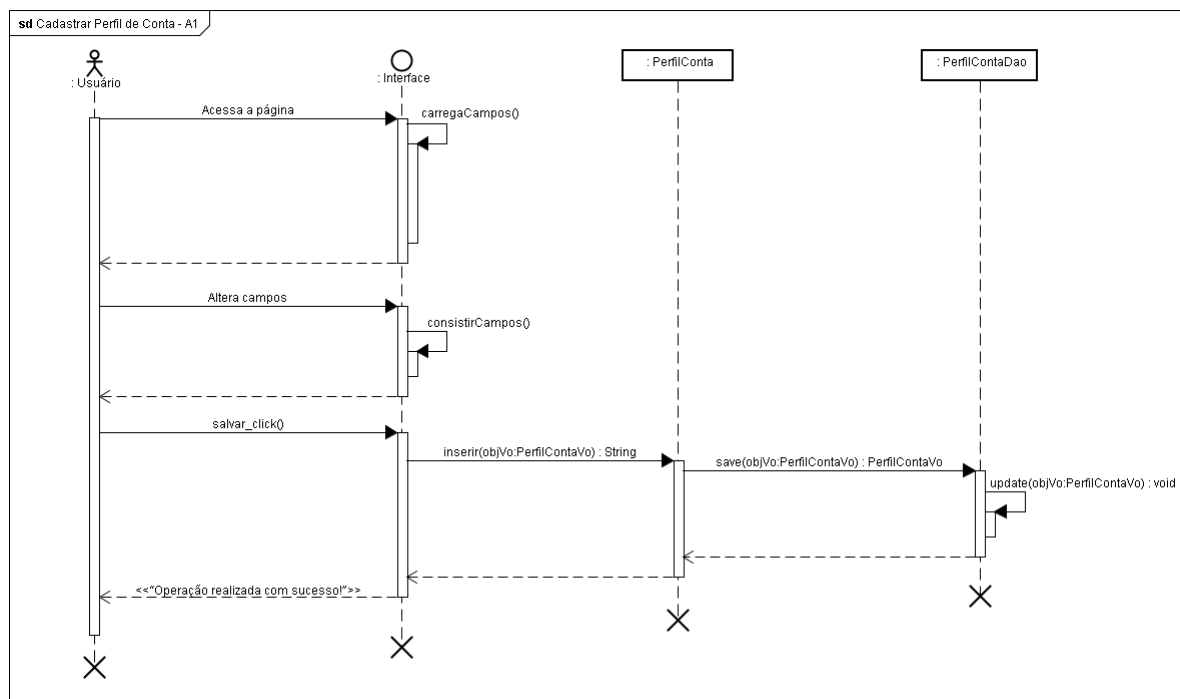 sd Cadastrar Perfil de Conta - A1
: Usuário
: Interface
: PerfilConta
: PerfilContaDao
Acessa a página
carregaCampos()
Altera campos
consistirCampos()
salvar_click()
inserir(objVo:PerfilContaVo) : String
save(objVo:PerfilContaVo) : PerfilContaVo
update(objVo:PerfilContaVo) : void
<<"Operação realizada com sucesso!">>